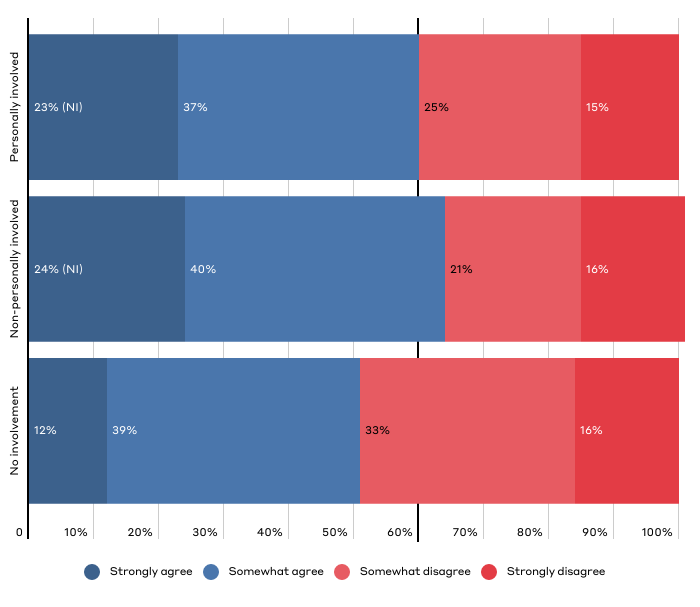 Personally involved
23% (NI) 37% 25% 15%
Non-personally involved
24% (NI) 40% 21% 16%
No involvement
12% 39% 33% 16%
0 10% 20% 30% 40% 50% 60% 70% 80% 90% 100%
Strongly agree Somewhat agree Somewhat disagree Strongly disagree